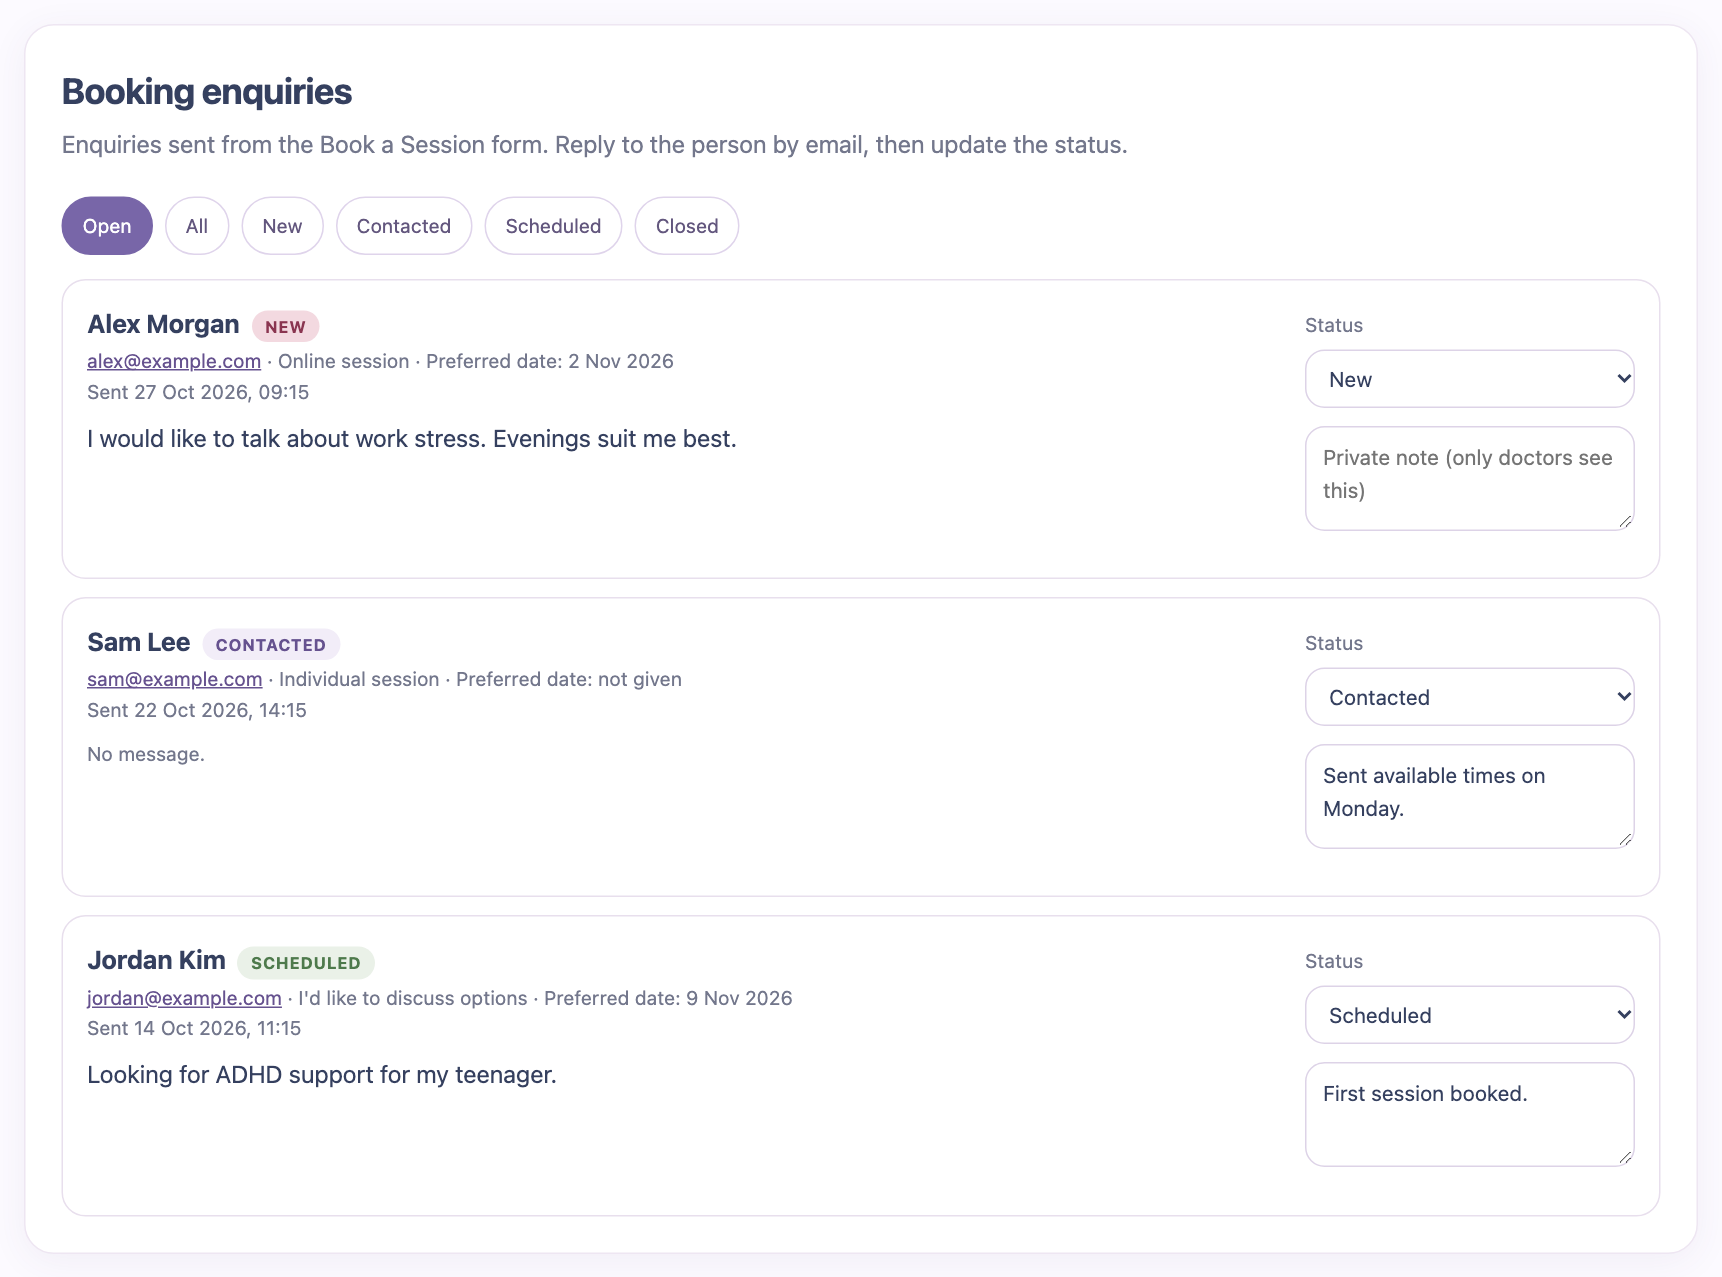 Booking enquiries
Enquiries sent from the Book a Session form. Reply to the person by email, then update the status.
Open All New Contacted Scheduled Closed
Alex Morgan NEW
alex@example.com · Online session · Preferred date: 2 Nov 2026
Sent 27 Oct 2026, 09:15
I would like to talk about work stress. Evenings suit me best.
Status
New
Private note (only doctors see
this)
Sam Lee CONTACTED
sam@example.com · Individual session · Preferred date: not given
Sent 22 Oct 2026, 14:15
No message.
Status
Contacted
Sent available times on
Monday.
Jordan Kim SCHEDULED
jordan@example.com · I'd like to discuss options · Preferred date: 9 Nov 2026
Sent 14 Oct 2026, 11:15
Looking for ADHD support for my teenager.
Status
Scheduled
First session booked.